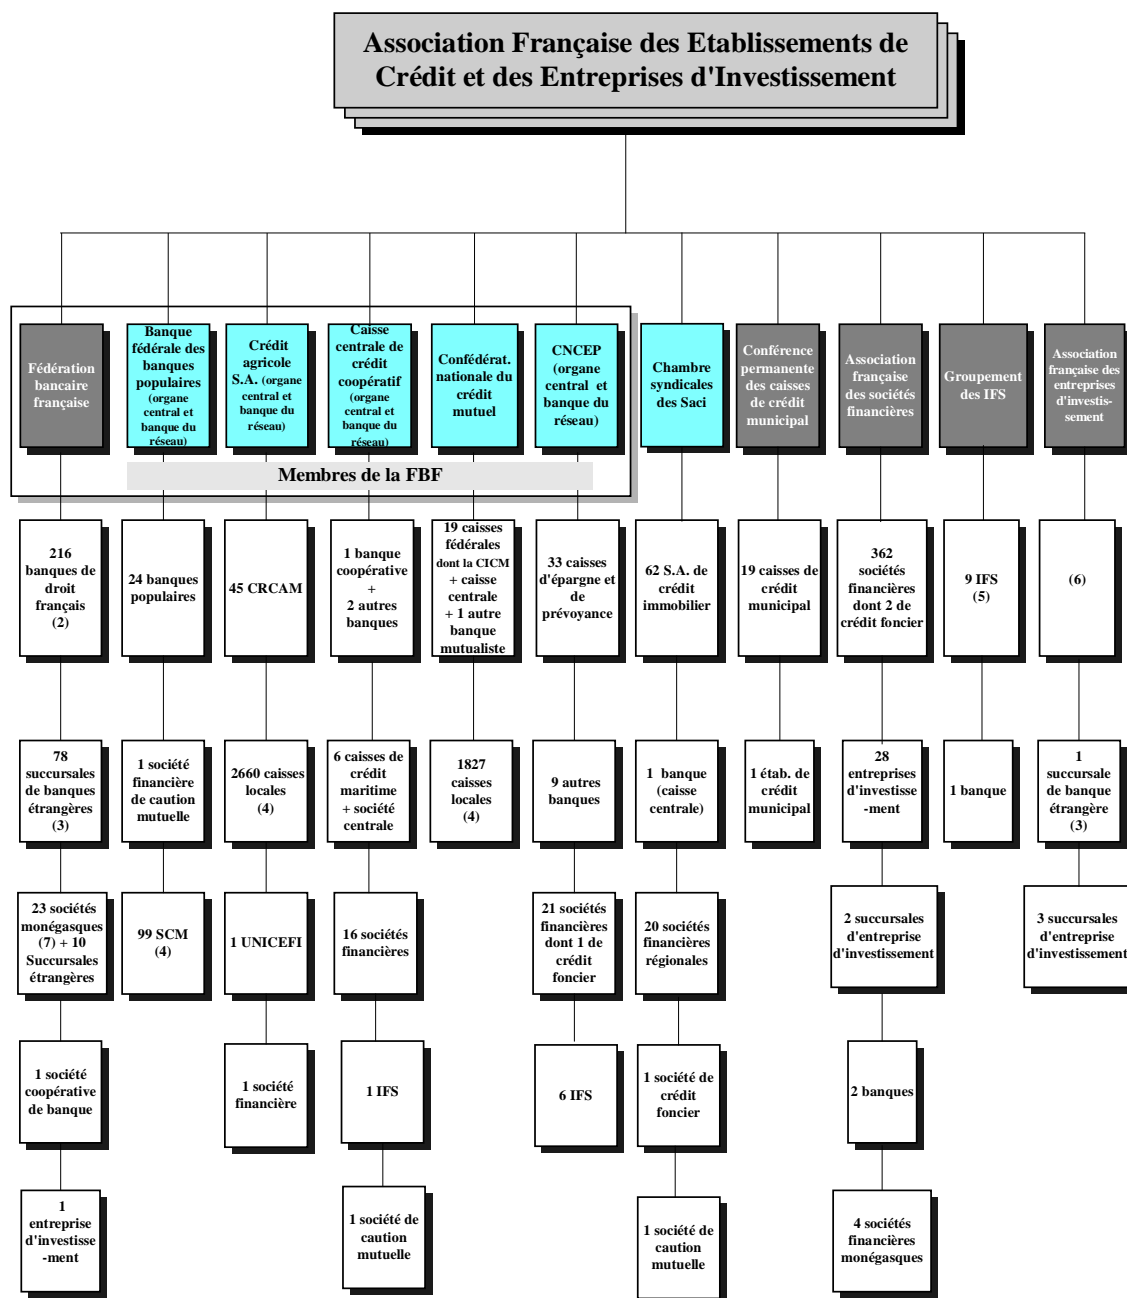 Association Française des Etablissements de
Crédit et des Entreprises d'Investissement
Fédération
bancaire
française
Banque
fédérale des
banques
populaires
(organe
central et
banque du
réseau)
Crédit
agricole
S.A. (organe
central et
banque du
réseau)
Caisse
centrale de
crédit
coopératif
(organe
central et
banque du
réseau)
Confédérat.
nationale du
crédit
mutuel
CNCEP
(organe
central et
banque du
réseau)
Chambre
syndicales
des Saci
Conférence
permanente
des caisses
de crédit
municipal
Association
française
des sociétés
financières
Groupement
des IFS
Association
française des
entreprises
d'investis-
sement
Membres de la FBF
216
banques de
droit
français
(2)
24 banques
populaires
45 CRCAM
1 banque
coopérative
+
2 autres
banques
19 caisses
fédérales
dont la CICM
+ caisse
centrale
+ 1 autre
banque
mutualiste
33 caisses
d'épargne et
de
prévoyance
62 S.A. de
crédit
immobilier
19 caisses de
crédit
municipal
362
sociétés
financières
dont 2 de
crédit foncier
9 IFS
(5)
(6)
78
succursales
de banques
étrangères
(3)
1 société
financière
de caution
mutuelle
2660 caisses
locales
(4)
6 caisses de
crédit
maritime
+ société
centrale
1827
caisses
locales
(4)
9 autres
banques
1 banque
(caisse
centrale)
1 étab. de
crédit
municipal
28
entreprises
d'investisse
-ment
1 banque
1
succursale
de banque
étrangère
(3)
23 sociétés
monégasques
(7) + 10
Succursales
étrangères
99 SCM
(4)
1 UNICEFI
16 sociétés
financières
21 sociétés
financières
dont 1 de
crédit
foncier
20 sociétés
financières
régionales
2 succursales
d'entreprise
d'investissement
3 succursales
d'entreprise
d'investissement
1 société
coopérative
de banque
1 société
financière
1 IFS
6 IFS
1 société de
crédit
foncier
2 banques
1
entreprise
d'investisse
-ment
1 société de
caution
mutuelle
1 société de
caution
mutuelle
4 sociétés
financières
monégasques